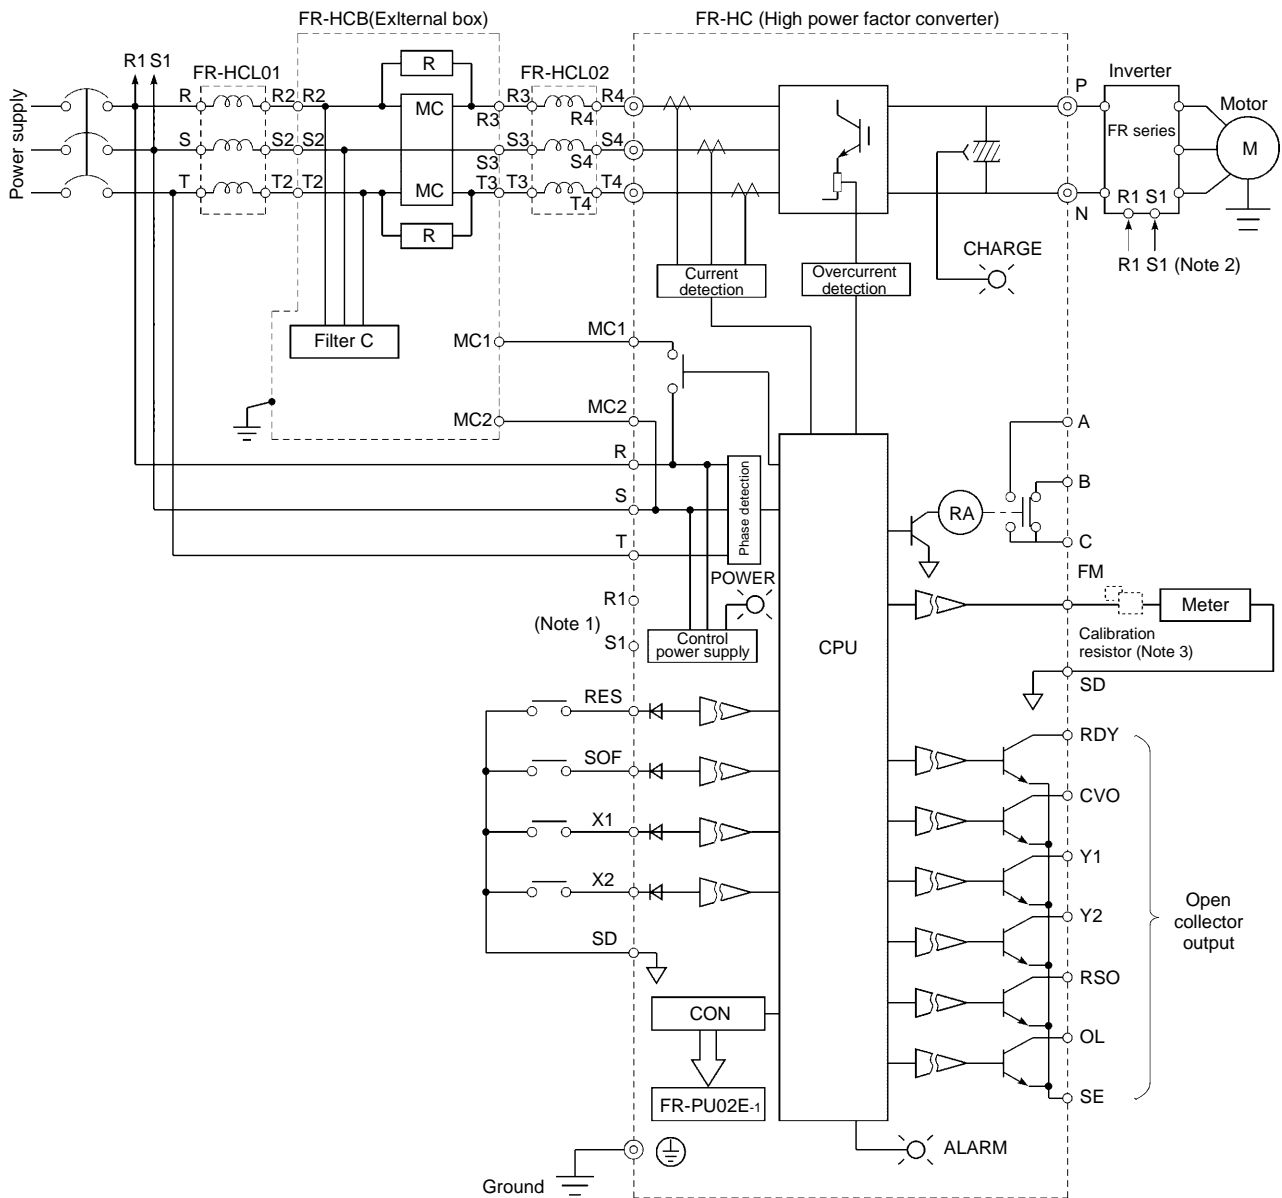 FR-HCB(Exlternal box)
FR-HC (High power factor converter)
R1 S1
FR-HCL01
FR-HCL02
Inverter
Motor
Power supply
R
R R2 R2 MC R3 R3 R4 R4
P
FR series
M
S S2 S2 S3 S3 S4 S4
T T2 T2 MC T3 T3 T4 T4
N
R1 S1
R
R1 S1 (Note 2)
Current
detection
Overcurrent
detection
CHARGE
Filter C
MC1 MC1
MC2 MC2
A
R
B
S
Phase detection
RA
T
C
POWER
FM
R1
(Note 1)
S1
Control
power supply
CPU
Meter
Calibration
resistor (Note 3)
SD
RES
RDY
SOF
CVO
X1
Y1
X2
Y2
Open
collector
output
SD
RSO
CON
OL
FR-PU02E-1
SE
ALARM
Ground